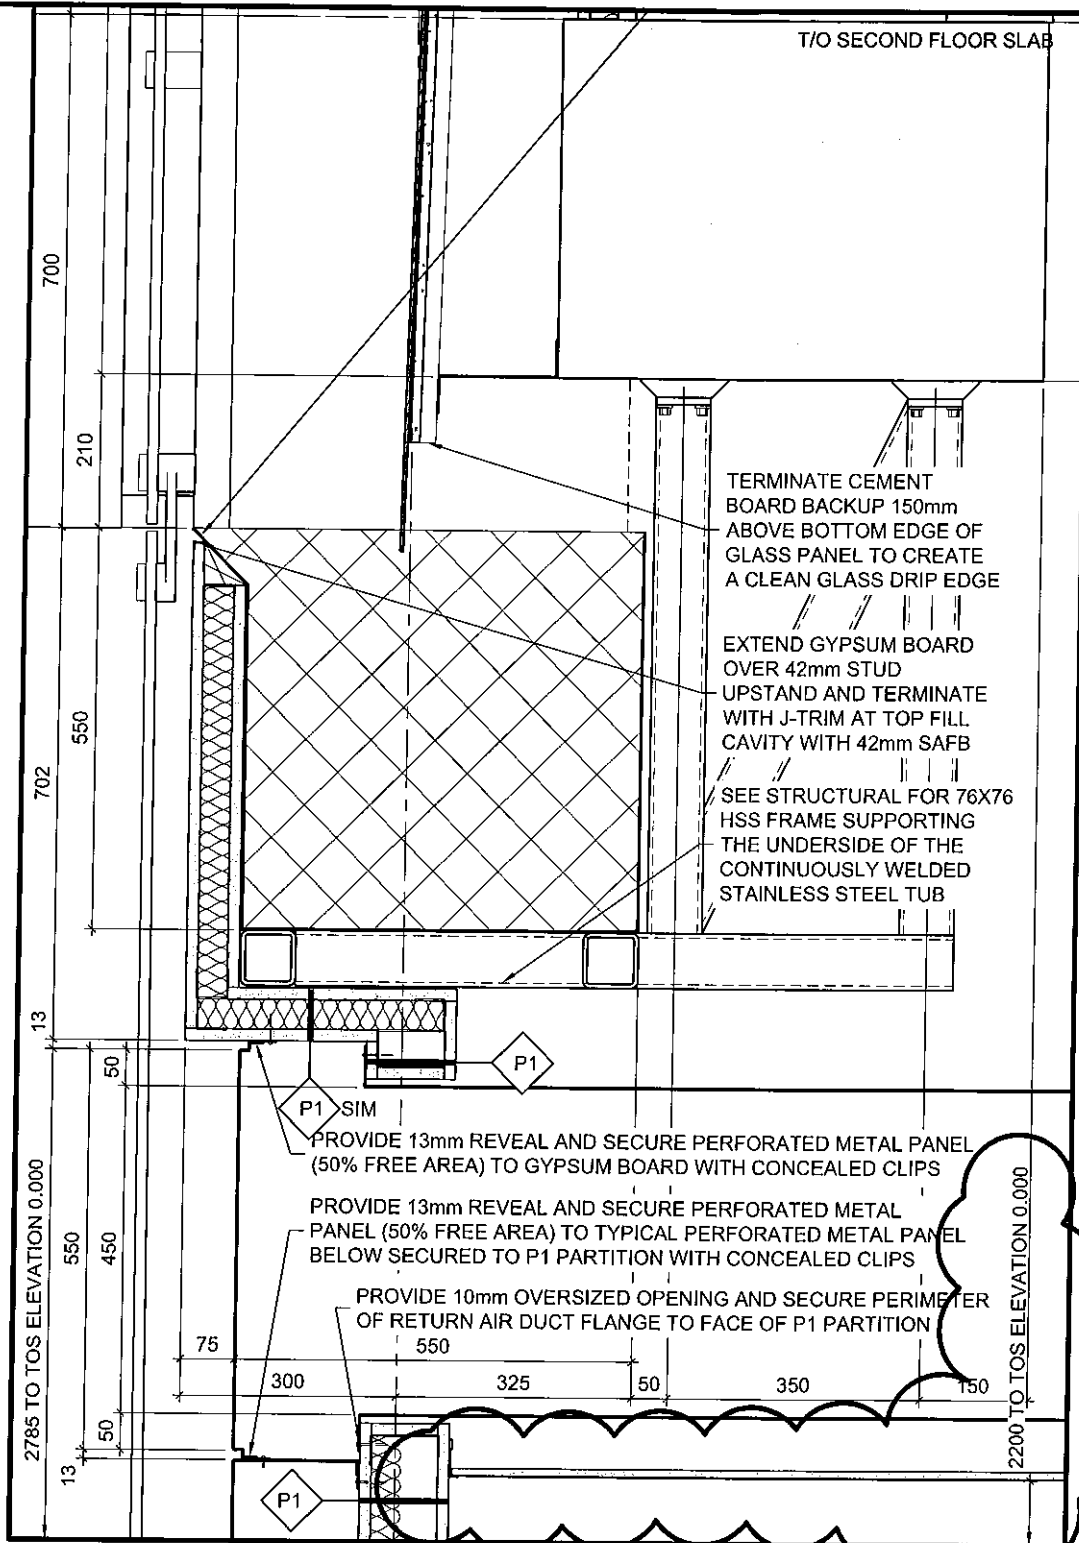 T/O SECOND FLOOR SLAB
700
210
TERMINATE CEMENT
BOARD BACKUP 150mm
ABOVE BOTTOM EDGE OF
GLASS PANEL TO CREATE
A CLEAN GLASS DRIP EDGE
EXTEND GYPSUM BOARD
OVER 42mm STUD
UPSTAND AND TERMINATE
WITH J-TRIM AT TOP FILL
CAVITY WITH 42mm SAFB
550
702
SEE STRUCTURAL FOR 76X76
HSS FRAME SUPPORTING
THE UNDERSIDE OF THE
CONTINUOUSLY WELDED
STAINLESS STEEL TUB
13
50
P1
P1 SIM
PROVIDE 13mm REVEAL AND SECURE PERFORATED METAL PANEL
(50% FREE AREA) TO GYPSUM BOARD WITH CONCEALED CLIPS
PROVIDE 13mm REVEAL AND SECURE PERFORATED METAL
PANEL (50% FREE AREA) TO TYPICAL PERFORATED METAL PANEL
BELOW SECURED TO P1 PARTITION WITH CONCEALED CLIPS
PROVIDE 10mm OVERSIZED OPENING AND SECURE PERIMETER
OF RETURN AIR DUCT FLANGE TO FACE OF P1 PARTITION
2785 TO TOS ELEVATION 0.000
550
450
2200 TO TOS ELEVATION 0.000
75
550
300
325
50
350
150
50
13
P1